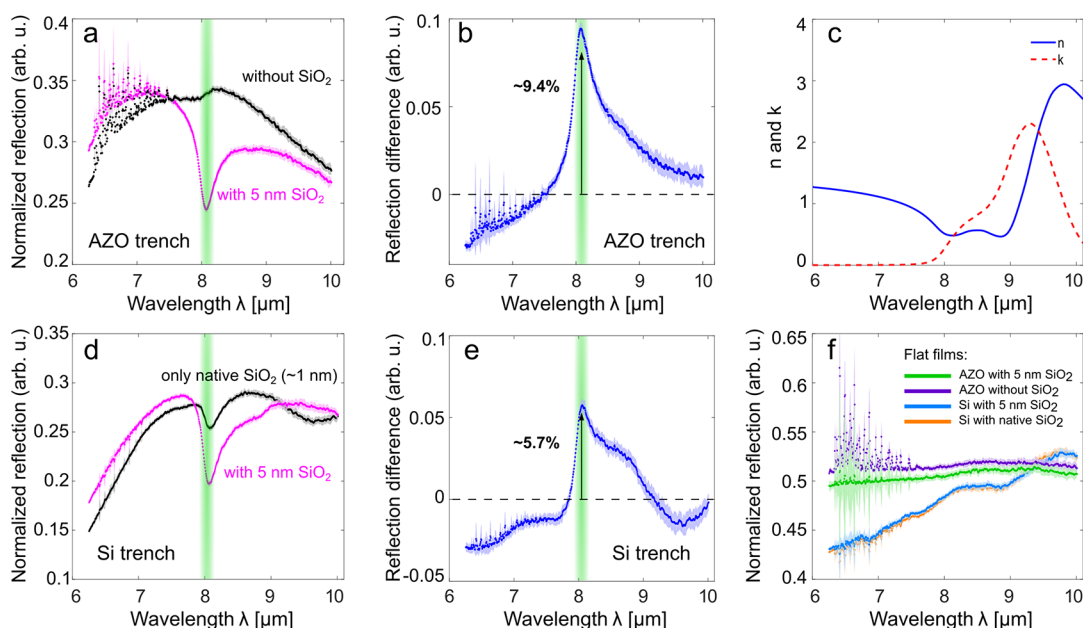 a
Normalized reflection (arb. u.)
0.4
0.35
0.3
0.25
0.2
without SiO₂
with 5 nm SiO₂
AZO trench
6 7 8 9 10
Wavelength λ [µm]
b
Reflection difference (arb. u.)
0.1
0.05
0
~9.4%
AZO trench
6 7 8 9 10
Wavelength λ [µm]
c
n and k
4
3
2
1
0
n
k
6 7 8 9 10
Wavelength λ [µm]
d
Normalized reflection (arb. u.)
0.35
0.3
0.25
0.2
0.15
0.1
only native SiO₂ (~1 nm)
with 5 nm SiO₂
Si trench
6 7 8 9 10
Wavelength λ [µm]
e
Reflection difference (arb. u.)
0.1
0.05
0
-0.05
~5.7%
Si trench
6 7 8 9 10
Wavelength λ [µm]
f
Normalized reflection (arb. u.)
0.65
0.6
0.55
0.5
0.45
0.4
Flat films:
AZO with 5 nm SiO₂
AZO without SiO₂
Si with 5 nm SiO₂
Si with native SiO₂
6 7 8 9 10
Wavelength λ [µm]